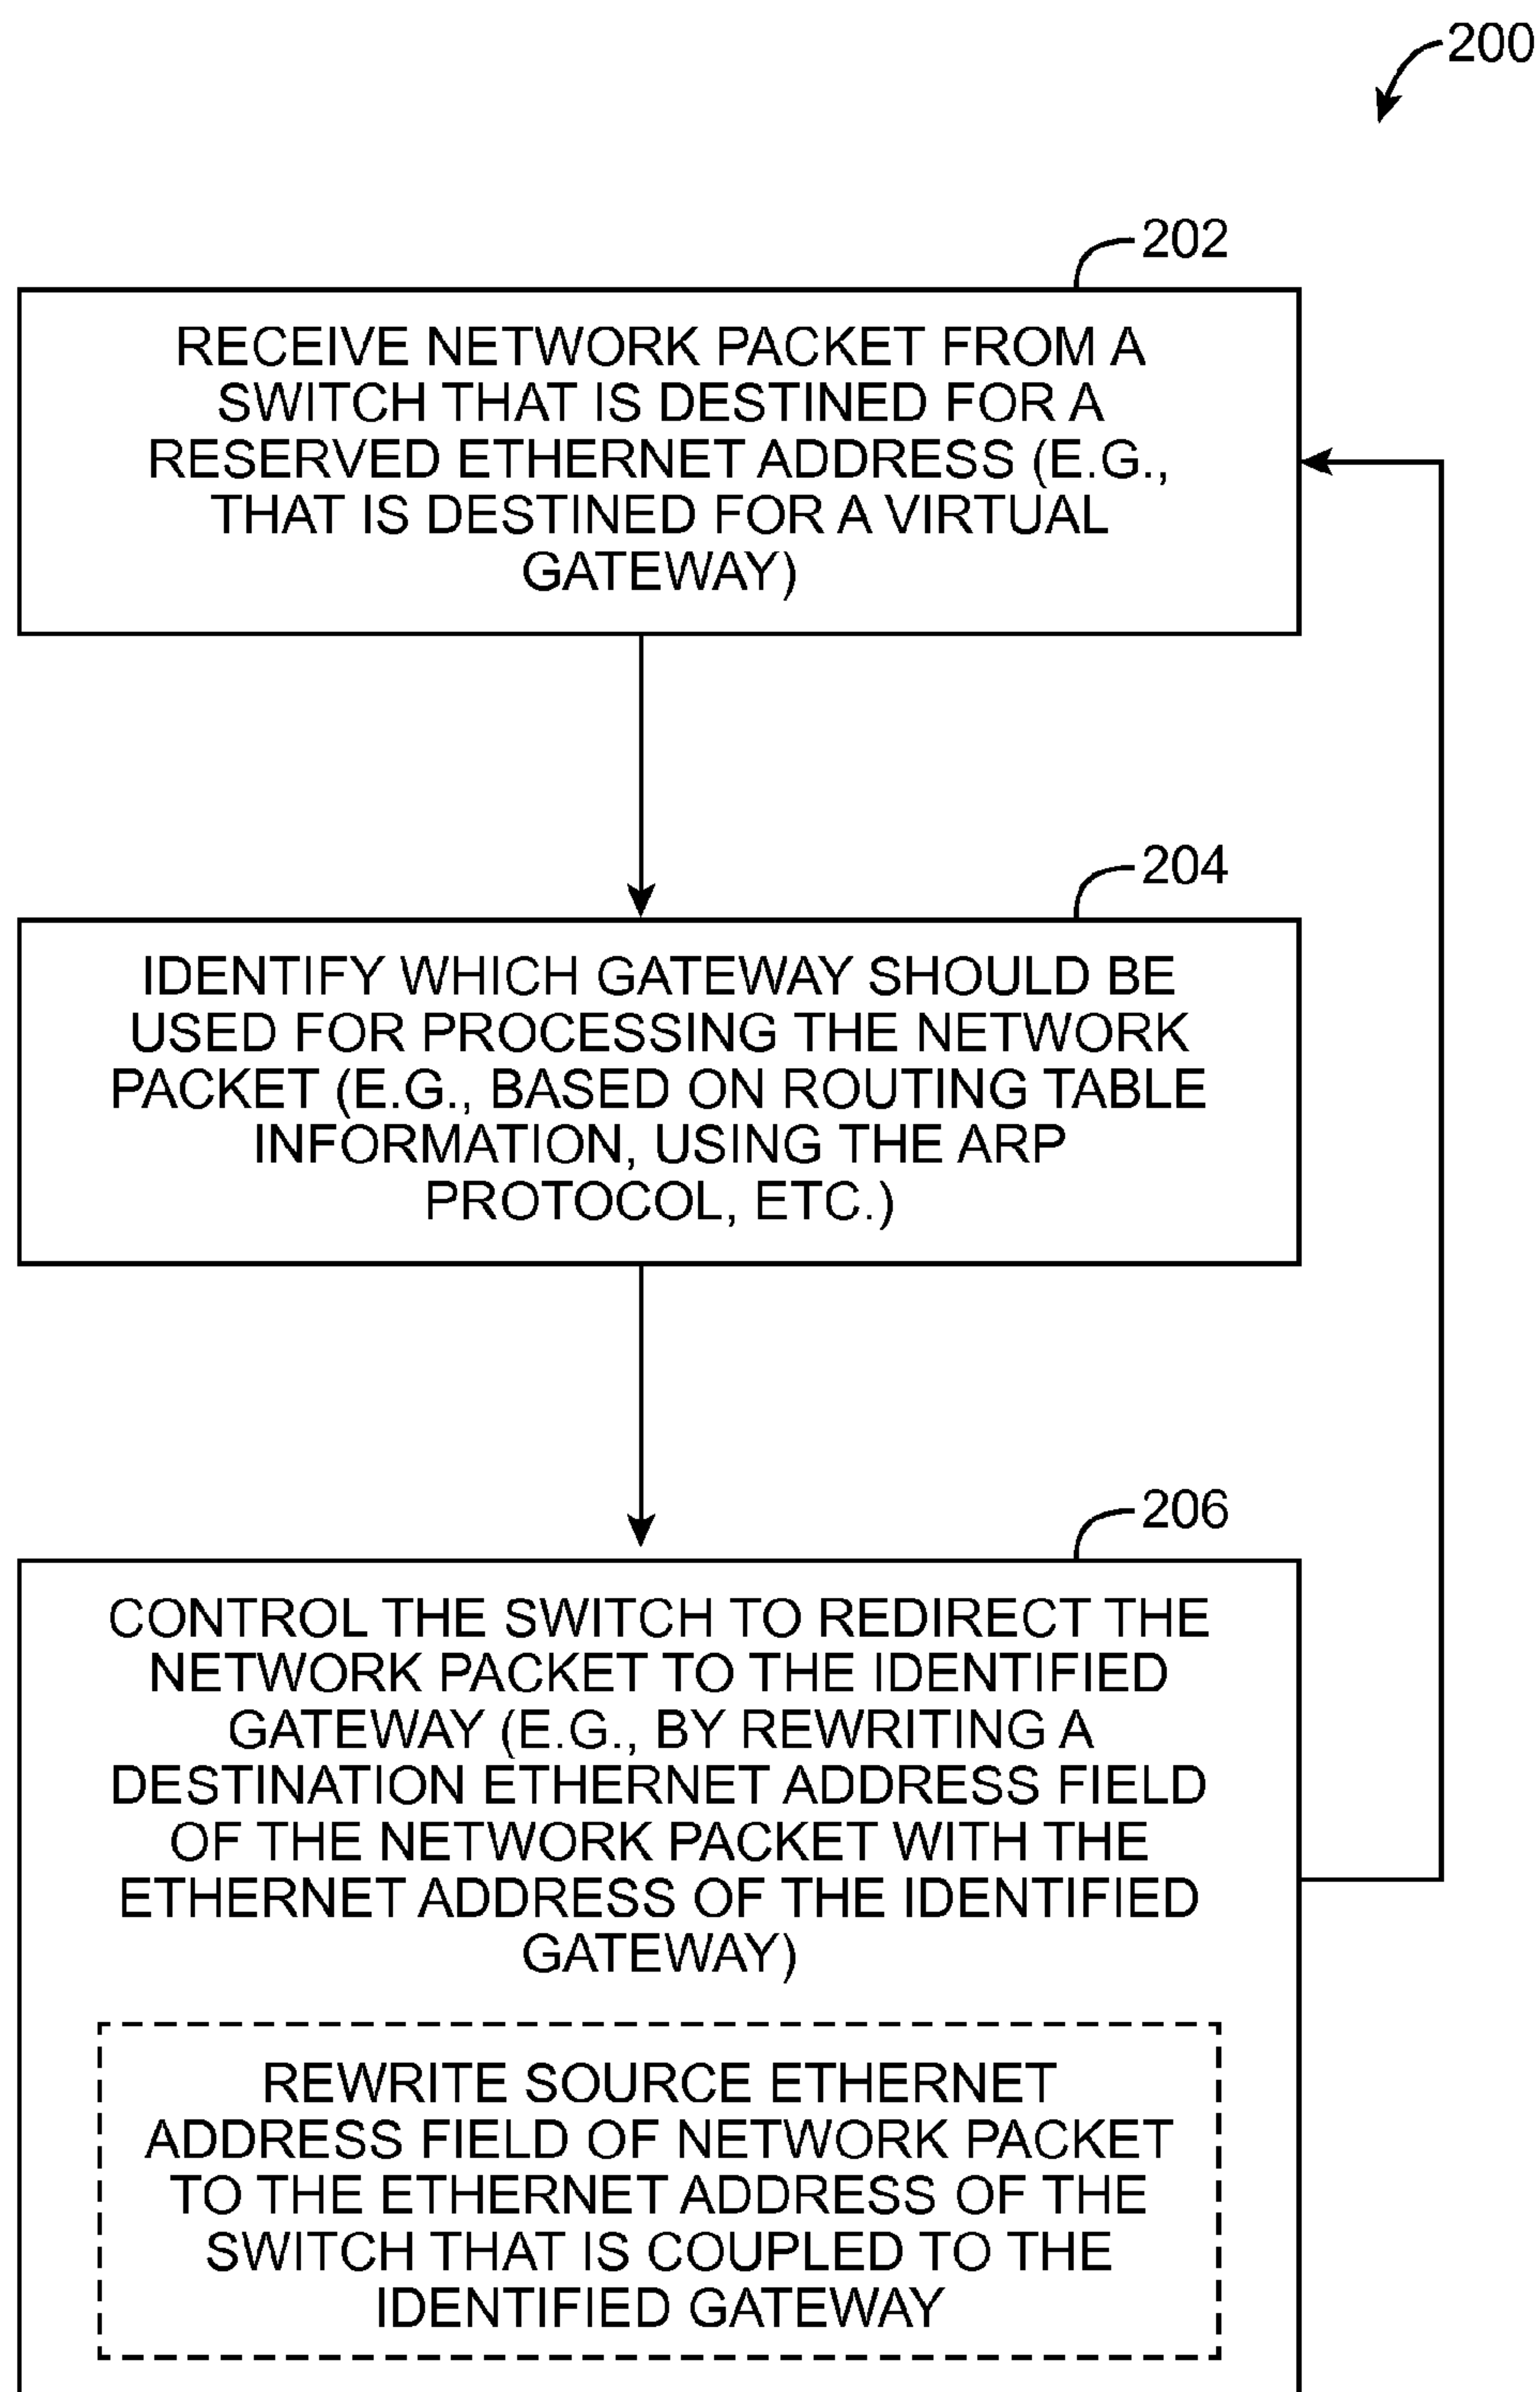 200
202
RECEIVE NETWORK PACKET FROM A
SWITCH THAT IS DESTINED FOR A
RESERVED ETHERNET ADDRESS (E.G.,
THAT IS DESTINED FOR A VIRTUAL
GATEWAY)
204
IDENTIFY WHICH GATEWAY SHOULD BE
USED FOR PROCESSING THE NETWORK
PACKET (E.G., BASED ON ROUTING TABLE
INFORMATION, USING THE ARP
PROTOCOL, ETC.)
206
CONTROL THE SWITCH TO REDIRECT THE
NETWORK PACKET TO THE IDENTIFIED
GATEWAY (E.G., BY REWRITING A
DESTINATION ETHERNET ADDRESS FIELD
OF THE NETWORK PACKET WITH THE
ETHERNET ADDRESS OF THE IDENTIFIED
GATEWAY)
REWRITE SOURCE ETHERNET
ADDRESS FIELD OF NETWORK PACKET
TO THE ETHERNET ADDRESS OF THE
SWITCH THAT IS COUPLED TO THE
IDENTIFIED GATEWAY